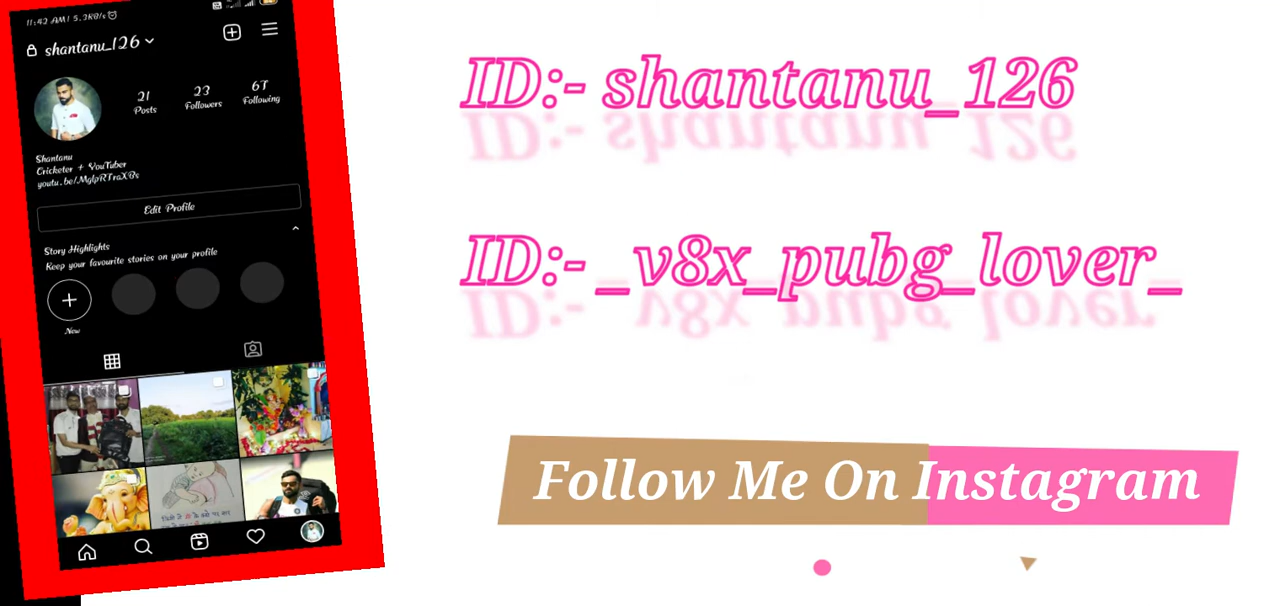 11:42 AM | 5.3KB/s
shantanu_126
21
Posts
23
Followers
67
Following
Shantanu
Cricketer + YouTuber
Edit Profile
Story Highlights
Keep your favourite stories on your profile
New
ID:- shantanu_126
ID:- _v8x_pubg_lover_
Follow Me On Instagram